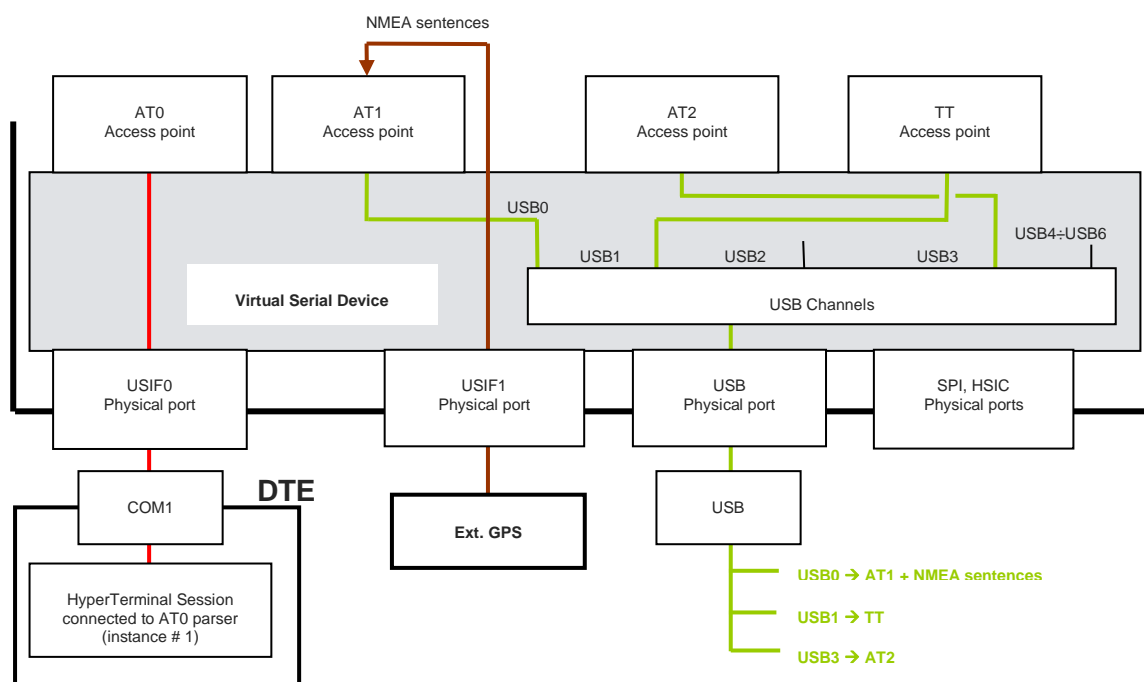 NMEA sentences
AT0
Access point
AT1
Access point
AT2
Access point
TT
Access point
USB0
USB1
USB2
USB3
USB4÷USB6
Virtual Serial Device
USB Channels
USIF0
Physical port
USIF1
Physical port
USB
Physical port
SPI, HSIC
Physical ports
COM1
DTE
Ext. GPS
USB
HyperTerminal Session
connected to AT0 parser
(instance # 1)
USB0 → AT1 + NMEA sentences
USB1 → TT
USB3 → AT2